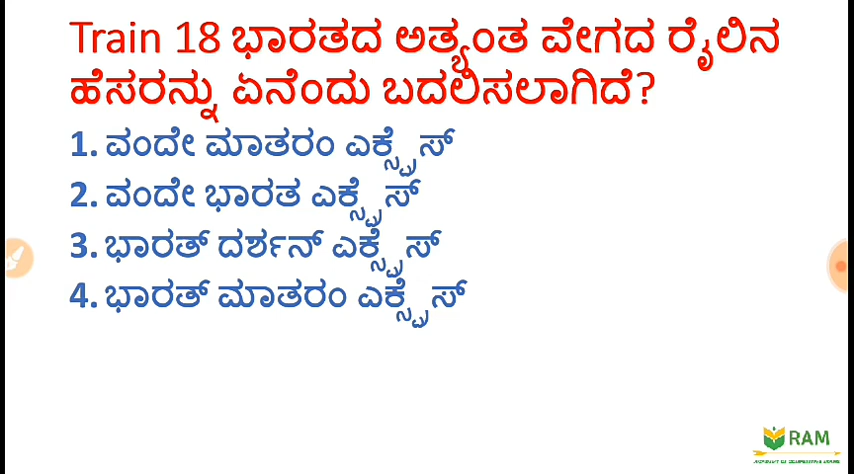 Train 18 ಭಾರತದ ಅತ್ಯಂತ ವೇಗದ ರೈಲಿನ
ಹೆಸರನ್ನು ಏನೆಂದು ಬದಲಿಸಲಾಗಿದೆ?
1. ವಂದೇ ಮಾತರಂ ಎಕ್ಸ್ಪ್ರೆಸ್
2. ವಂದೇ ಭಾರತ ಎಕ್ಸ್ಪ್ರೆಸ್
3. ಭಾರತ್ ದರ್ಶನ್ ಎಕ್ಸ್ಪ್ರೆಸ್
4. ಭಾರತ್ ಮಾತರಂ ಎಕ್ಸ್ಪ್ರೆಸ್
RAM